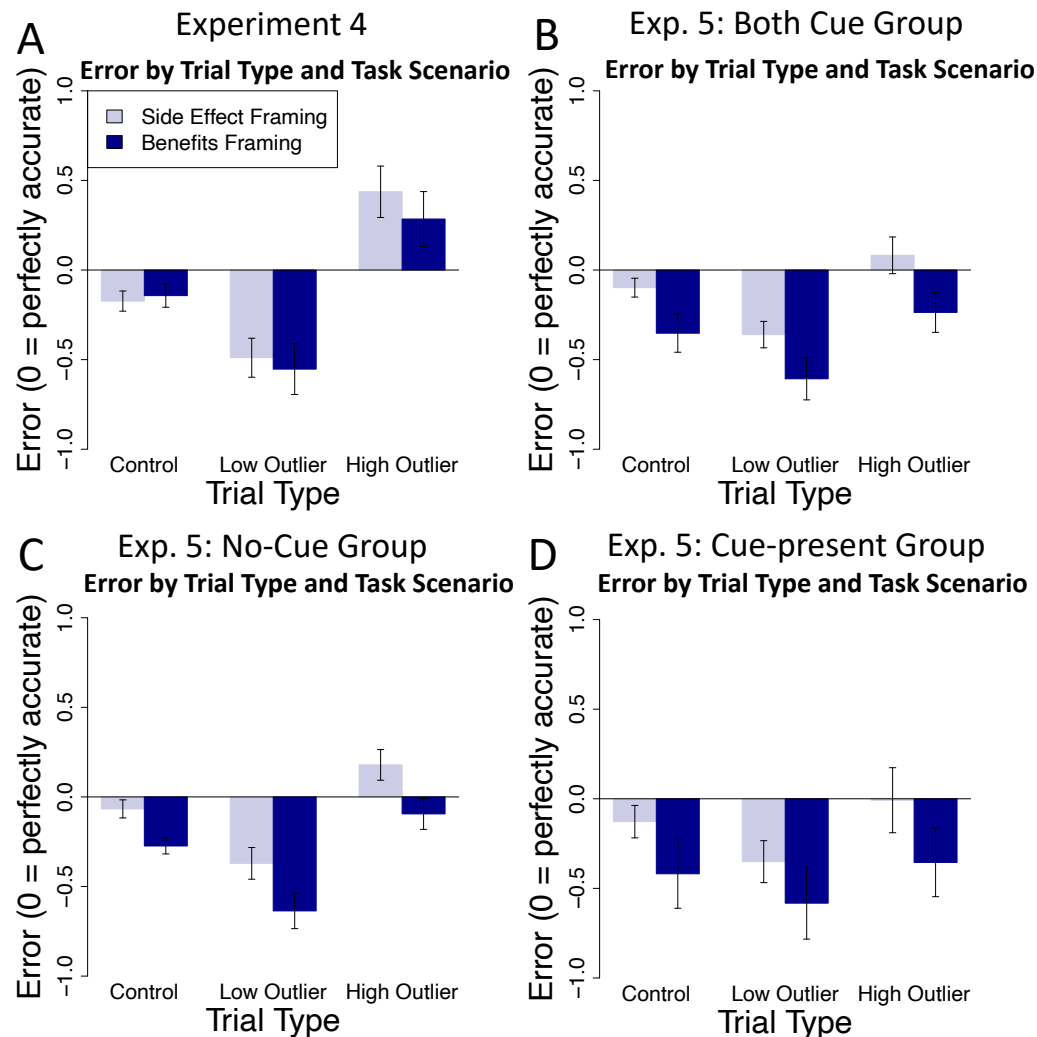 A
Experiment 4
Error by Trial Type and Task Scenario
Side Effect Framing
Benefits Framing
Error (0 = perfectly accurate)
1.0
0.5
0.0
−0.5
−1.0
Control
Low Outlier
High Outlier
Trial Type
B
Exp. 5: Both Cue Group
Error by Trial Type and Task Scenario
Error (0 = perfectly accurate)
1.0
0.5
0.0
−0.5
−1.0
Control
Low Outlier
High Outlier
Trial Type
C
Exp. 5: No-Cue Group
Error by Trial Type and Task Scenario
Error (0 = perfectly accurate)
1.0
0.5
0.0
−0.5
−1.0
Control
Low Outlier
High Outlier
Trial Type
D
Exp. 5: Cue-present Group
Error by Trial Type and Task Scenario
Error (0 = perfectly accurate)
1.0
0.5
0.0
−0.5
−1.0
Control
Low Outlier
High Outlier
Trial Type